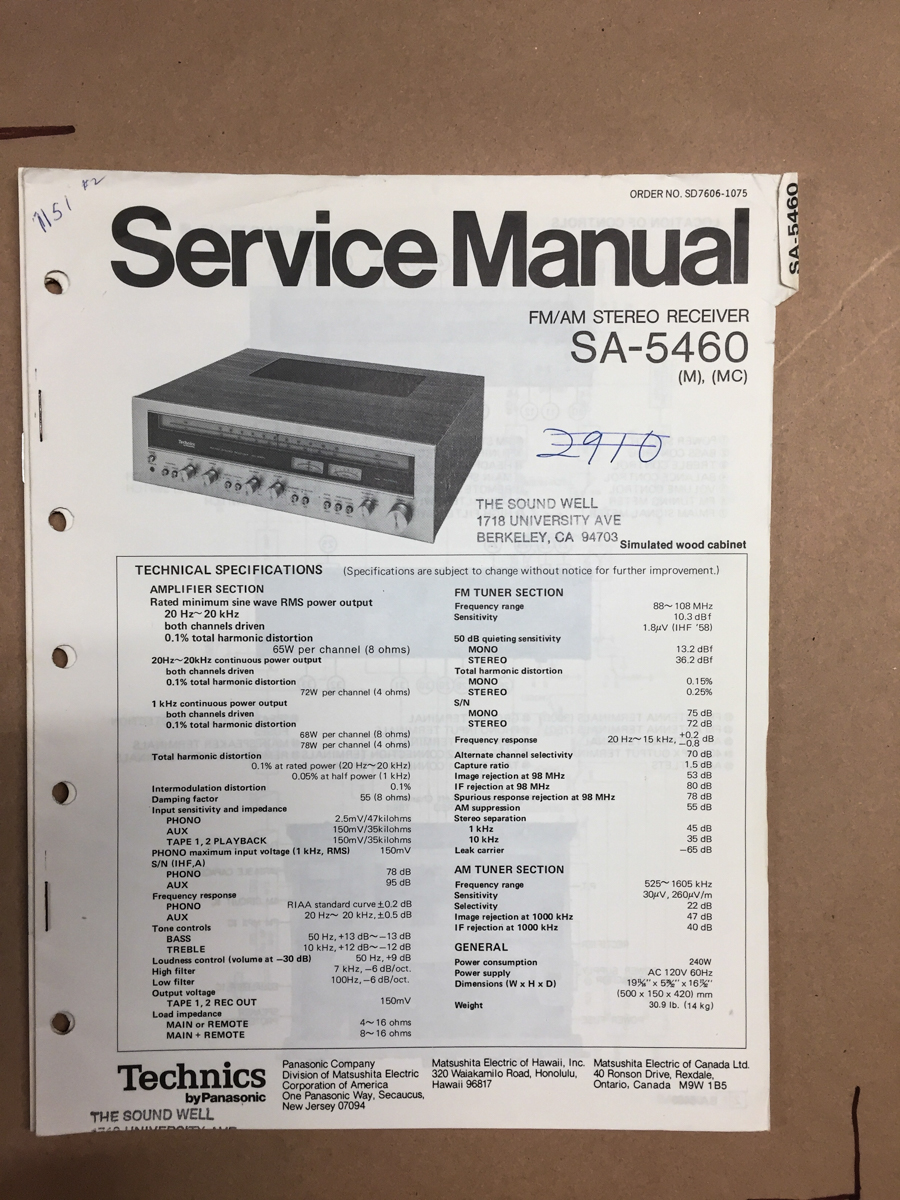 7151 #2
ORDER NO. SD7606-1075
SA-5460
Service Manual
FM/AM STEREO RECEIVER
SA-5460
(M), (MC)
Technics
2910
THE SOUND WELL
1718 UNIVERSITY AVE
BERKELEY, CA 94703
Simulated wood cabinet
TECHNICAL SPECIFICATIONS (Specifications are subject to change without notice for further improvement.)
AMPLIFIER SECTION
Rated minimum sine wave RMS power output
20 Hz~20 kHz
both channels driven
0.1% total harmonic distortion
65W per channel (8 ohms)
20Hz~20kHz continuous power output
both channels driven
0.1% total harmonic distortion
72W per channel (4 ohms)
1 kHz continuous power output
both channels driven
0.1% total harmonic distortion
68W per channel (8 ohms)
78W per channel (4 ohms)
Total harmonic distortion
0.1% at rated power (20 Hz~20 kHz)
0.05% at half power (1 kHz)
Intermodulation distortion 0.1%
Damping factor 55 (8 ohms)
Input sensitivity and impedance
PHONO 2.5mV/47kilohms
AUX 150mV/35kilohms
TAPE 1, 2 PLAYBACK 150mV/35kilohms
PHONO maximum input voltage (1 kHz, RMS) 150mV
S/N (IHF,A)
PHONO 78 dB
AUX 95 dB
Frequency response
PHONO RIAA standard curve ±0.2 dB
AUX 20 Hz~ 20 kHz, ±0.5 dB
Tone controls
BASS 50 Hz, +13 dB~−13 dB
TREBLE 10 kHz, +12 dB~−12 dB
Loudness control (volume at −30 dB) 50 Hz, +9 dB
High filter 7 kHz, −6 dB/oct.
Low filter 100Hz, −6 dB/oct.
Output voltage
TAPE 1, 2 REC OUT 150mV
Load impedance
MAIN or REMOTE 4~16 ohms
MAIN + REMOTE 8~16 ohms
FM TUNER SECTION
Frequency range 88~108 MHz
Sensitivity 10.3 dBf
1.8μV (IHF '58)
50 dB quieting sensitivity
MONO 13.2 dBf
STEREO 36.2 dBf
Total harmonic distortion
MONO 0.15%
STEREO 0.25%
S/N
MONO 75 dB
STEREO 72 dB
Frequency response 20 Hz~15 kHz, +0.2 −0.8 dB
Alternate channel selectivity 70 dB
Capture ratio 1.5 dB
Image rejection at 98 MHz 53 dB
IF rejection at 98 MHz 80 dB
Spurious response rejection at 98 MHz 78 dB
AM suppression 55 dB
Stereo separation
1 kHz 45 dB
10 kHz 35 dB
Leak carrier −65 dB
AM TUNER SECTION
Frequency range 525~1605 kHz
Sensitivity 30μV, 260μV/m
Selectivity 22 dB
Image rejection at 1000 kHz 47 dB
IF rejection at 1000 kHz 40 dB
GENERAL
Power consumption 240W
Power supply AC 120V 60Hz
Dimensions (W x H x D)
(500 x 150 x 420) mm
Weight 30.9 lb. (14 kg)
Technics
by Panasonic
Panasonic Company
Division of Matsushita Electric
Corporation of America
One Panasonic Way, Secaucus,
New Jersey 07094
Matsushita Electric of Hawaii, Inc.
320 Waiakamilo Road, Honolulu,
Hawaii 96817
Matsushita Electric of Canada Ltd.
40 Ronson Drive, Rexdale,
Ontario, Canada M9W 1B5
THE SOUND WELL
1718 UNIVERSITY AVE